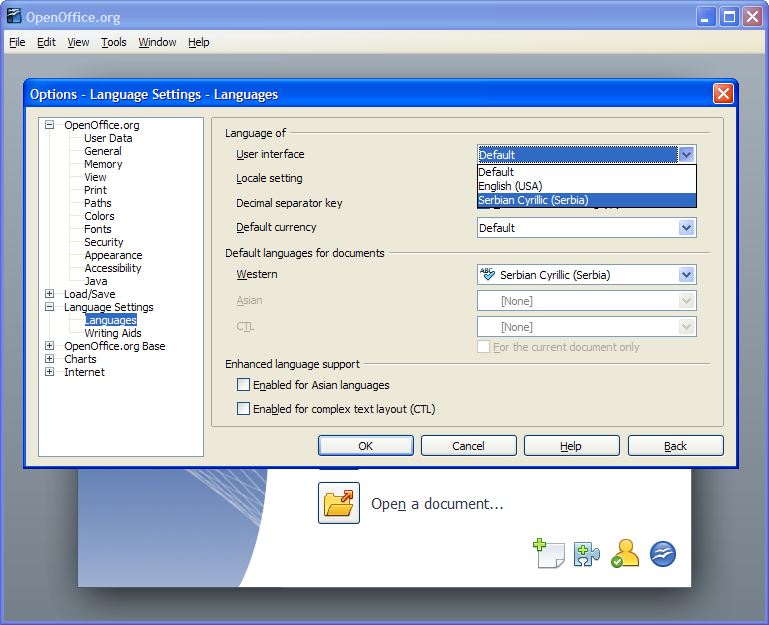 OpenOffice.org
File Edit View Tools Window Help
Options - Language Settings - Languages
OpenOffice.org
User Data
General
Memory
View
Print
Paths
Colors
Fonts
Security
Appearance
Accessibility
Java
Load/Save
Language Settings
Languages
Writing Aids
OpenOffice.org Base
Charts
Internet
Language of
User interface Default
Default
English (USA)
Serbian Cyrillic (Serbia)
Locale setting
Decimal separator key
Default currency Default
Default languages for documents
Western ABC Serbian Cyrillic (Serbia)
Asian [None]
CTL [None]
For the current document only
Enhanced language support
Enabled for Asian languages
Enabled for complex text layout (CTL)
OK Cancel Help Back
Open a document...